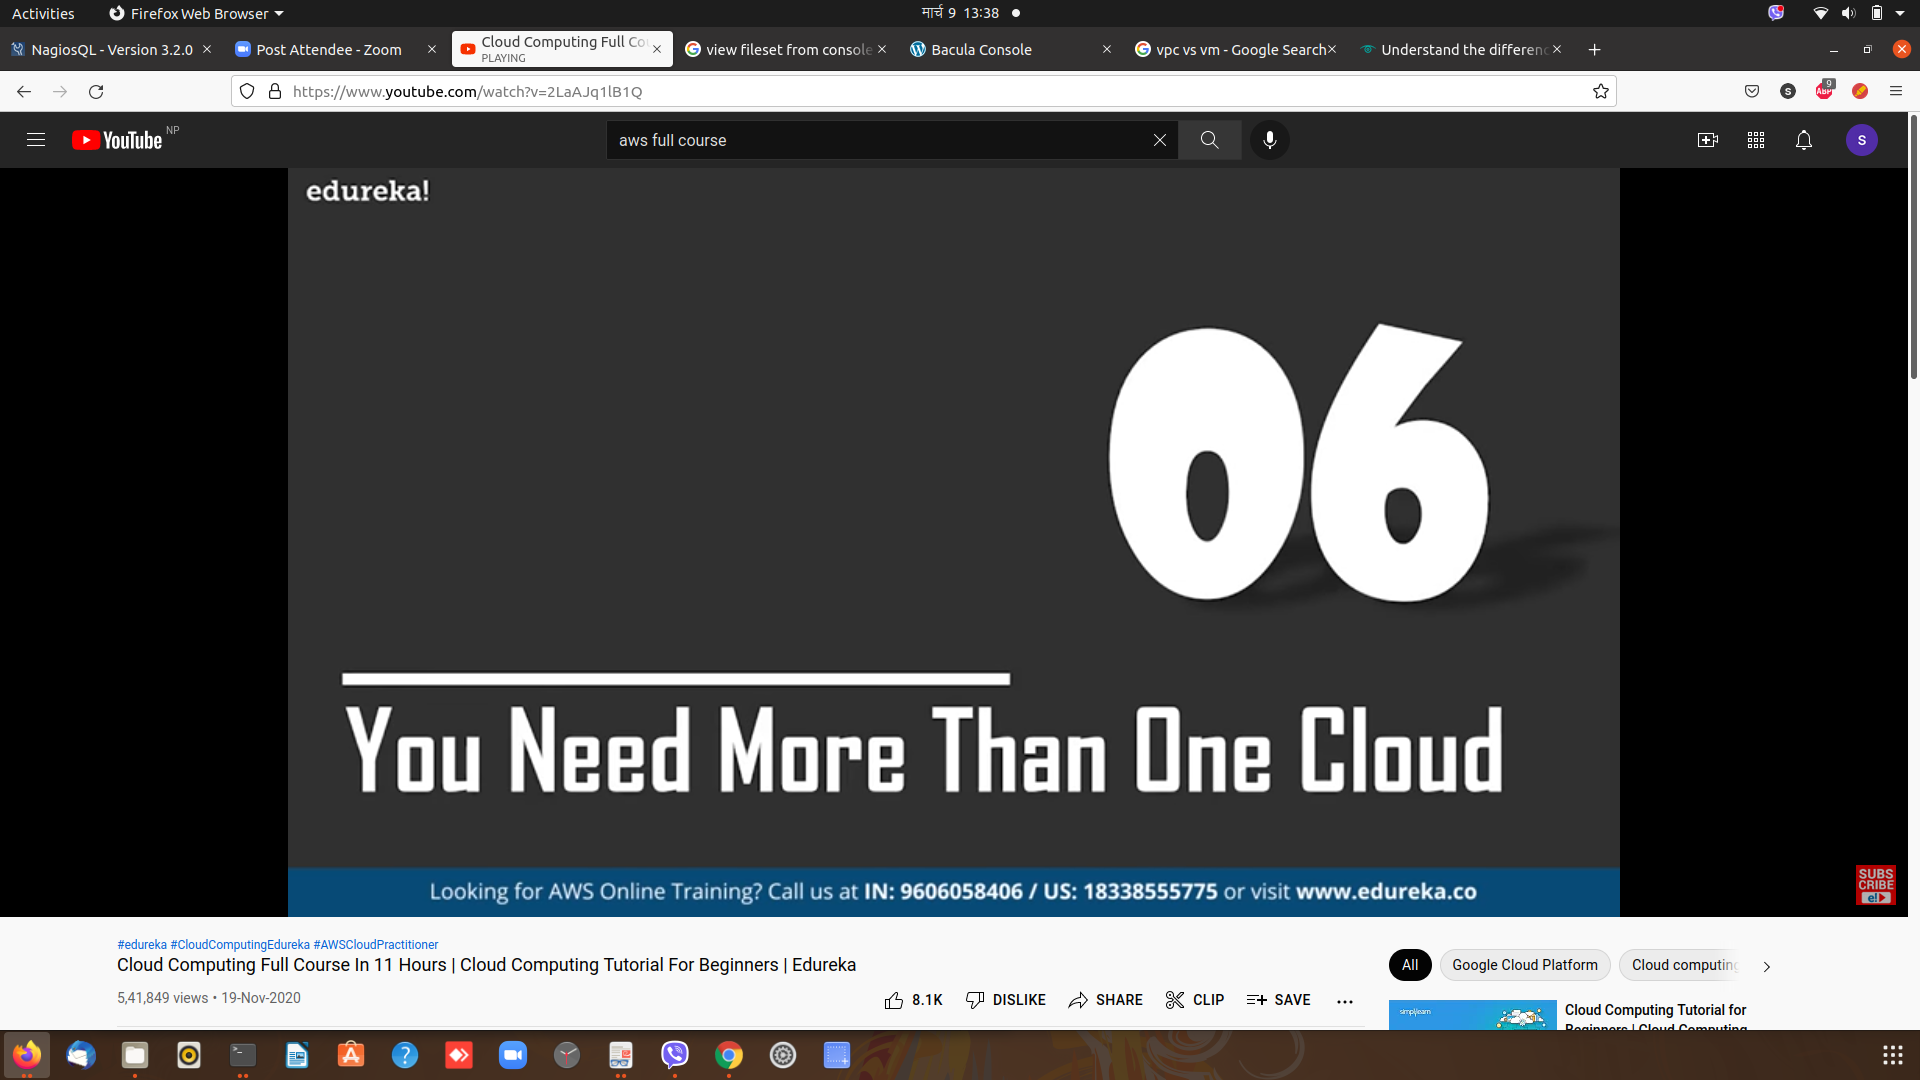 Activities
Firefox Web Browser
मार्च 9 13:38
NagiosQL - Version 3.2.0
Post Attendee - Zoom
Cloud Computing Full Co
PLAYING
view fileset from console
Bacula Console
vpc vs vm - Google Search
Understand the differenc
https://www.youtube.com/watch?v=2LaAJq1lB1Q
S
ABP
9
YouTube
NP
aws full course
S
edureka!
06
You Need More Than One Cloud
Looking for AWS Online Training? Call us at IN: 9606058406 / US: 18338555775 or visit www.edureka.co
SUBS
CRIBE
e!
#edureka #CloudComputingEdureka #AWSCloudPractitioner
Cloud Computing Full Course In 11 Hours | Cloud Computing Tutorial For Beginners | Edureka
5,41,849 views • 19-Nov-2020
8.1K
DISLIKE
SHARE
CLIP
SAVE
All
Google Cloud Platform
Cloud computing
simplilearn
Cloud Computing Tutorial for
Beginners | Cloud Computing